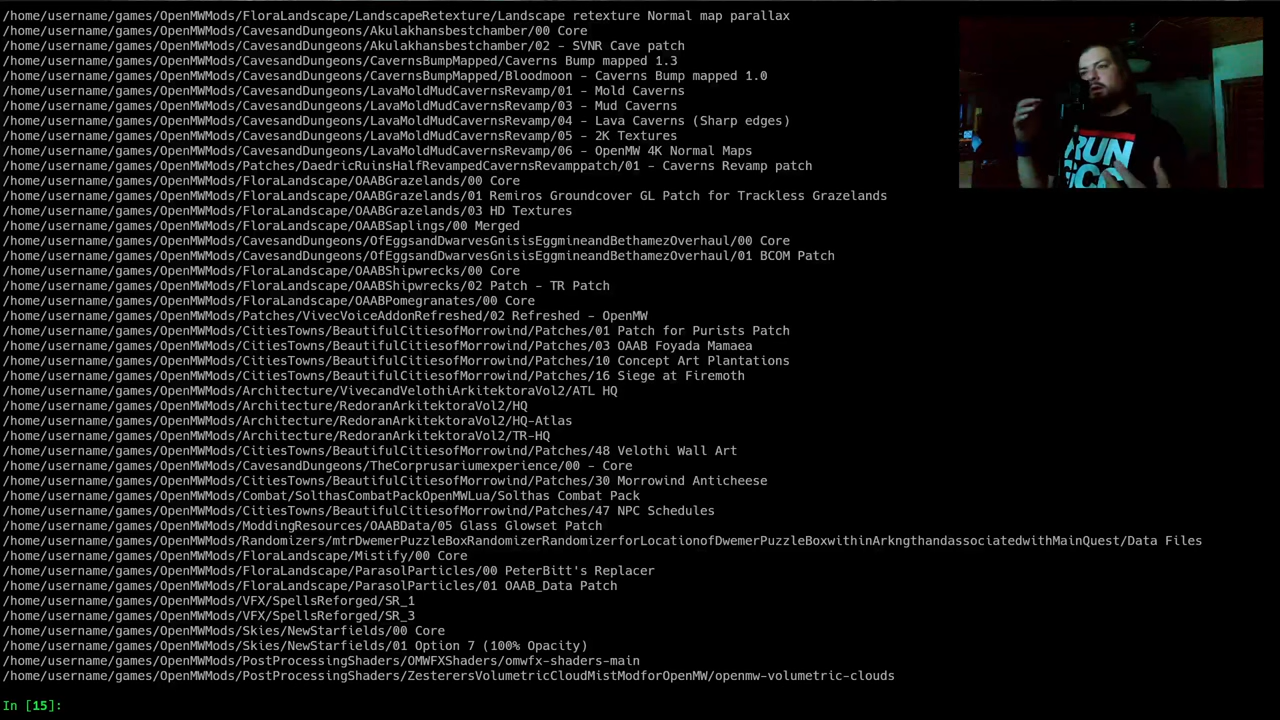 /home/username/games/OpenMWMods/FloraLandscape/LandscapeRetexture/Landscape retexture Normal map parallax
/home/username/games/OpenMWMods/CavesandDungeons/Akulakhansbestchamber/00 Core
/home/username/games/OpenMWMods/CavesandDungeons/Akulakhansbestchamber/02 - SVNR Cave patch
/home/username/games/OpenMWMods/CavesandDungeons/CavernsBumpMapped/Caverns Bump mapped 1.3
/home/username/games/OpenMWMods/CavesandDungeons/CavernsBumpMapped/Bloodmoon - Caverns Bump mapped 1.0
/home/username/games/OpenMWMods/CavesandDungeons/LavaMoldMudCavernsRevamp/01 - Mold Caverns
/home/username/games/OpenMWMods/CavesandDungeons/LavaMoldMudCavernsRevamp/03 - Mud Caverns
/home/username/games/OpenMWMods/CavesandDungeons/LavaMoldMudCavernsRevamp/04 - Lava Caverns (Sharp edges)
/home/username/games/OpenMWMods/CavesandDungeons/LavaMoldMudCavernsRevamp/05 - 2K Textures
/home/username/games/OpenMWMods/CavesandDungeons/LavaMoldMudCavernsRevamp/06 - OpenMW 4K Normal Maps
/home/username/games/OpenMWMods/Patches/DaedricRuinsHalfRevampedCavernsRevamppatch/01 - Caverns Revamp patch
/home/username/games/OpenMWMods/FloraLandscape/OAABGrazelands/00 Core
/home/username/games/OpenMWMods/FloraLandscape/OAABGrazelands/01 Remiros Groundcover GL Patch for Trackless Grazelands
/home/username/games/OpenMWMods/FloraLandscape/OAABGrazelands/03 HD Textures
/home/username/games/OpenMWMods/FloraLandscape/OAABSaplings/00 Merged
/home/username/games/OpenMWMods/CavesandDungeons/OfEggsandDwarvesGnisisEggmineandBethamezOverhaul/00 Core
/home/username/games/OpenMWMods/CavesandDungeons/OfEggsandDwarvesGnisisEggmineandBethamezOverhaul/01 BCOM Patch
/home/username/games/OpenMWMods/FloraLandscape/OAABShipwrecks/00 Core
/home/username/games/OpenMWMods/FloraLandscape/OAABShipwrecks/02 Patch - TR Patch
/home/username/games/OpenMWMods/FloraLandscape/OAABPomegranates/00 Core
/home/username/games/OpenMWMods/Patches/VivecVoiceAddonRefreshed/02 Refreshed - OpenMW
/home/username/games/OpenMWMods/CitiesTowns/BeautifulCitiesofMorrowind/Patches/01 Patch for Purists Patch
/home/username/games/OpenMWMods/CitiesTowns/BeautifulCitiesofMorrowind/Patches/03 OAAB Foyada Mamaea
/home/username/games/OpenMWMods/CitiesTowns/BeautifulCitiesofMorrowind/Patches/10 Concept Art Plantations
/home/username/games/OpenMWMods/CitiesTowns/BeautifulCitiesofMorrowind/Patches/16 Siege at Firemoth
/home/username/games/OpenMWMods/Architecture/VivecandVelothiArkitektoraVol2/ATL HQ
/home/username/games/OpenMWMods/Architecture/RedoranArkitektoraVol2/HQ
/home/username/games/OpenMWMods/Architecture/RedoranArkitektoraVol2/HQ-Atlas
/home/username/games/OpenMWMods/Architecture/RedoranArkitektoraVol2/TR-HQ
/home/username/games/OpenMWMods/CitiesTowns/BeautifulCitiesofMorrowind/Patches/48 Velothi Wall Art
/home/username/games/OpenMWMods/CavesandDungeons/TheCorprusariumexperience/00 - Core
/home/username/games/OpenMWMods/CitiesTowns/BeautifulCitiesofMorrowind/Patches/30 Morrowind Anticheese
/home/username/games/OpenMWMods/Combat/SolthasCombatPackOpenMWLua/Solthas Combat Pack
/home/username/games/OpenMWMods/CitiesTowns/BeautifulCitiesofMorrowind/Patches/47 NPC Schedules
/home/username/games/OpenMWMods/ModdingResources/OAABData/05 Glass Glowset Patch
/home/username/games/OpenMWMods/Randomizers/mtrDwemerPuzzleBoxRandomizerRandomizerforLocationofDwemerPuzzleBoxwithinArkngthandassociatedwithMainQuest/Data Files
/home/username/games/OpenMWMods/FloraLandscape/Mistify/00 Core
/home/username/games/OpenMWMods/FloraLandscape/ParasolParticles/00 PeterBitt's Replacer
/home/username/games/OpenMWMods/FloraLandscape/ParasolParticles/01 OAAB_Data Patch
/home/username/games/OpenMWMods/VFX/SpellsReforged/SR_1
/home/username/games/OpenMWMods/VFX/SpellsReforged/SR_3
/home/username/games/OpenMWMods/Skies/NewStarfields/00 Core
/home/username/games/OpenMWMods/Skies/NewStarfields/01 Option 7 (100% Opacity)
/home/username/games/OpenMWMods/PostProcessingShaders/OMWFXShaders/omwfx-shaders-main
/home/username/games/OpenMWMods/PostProcessingShaders/ZesterersVolumetricCloudMistModforOpenMW/openmw-volumetric-clouds
In [15]:
RUN
GCC